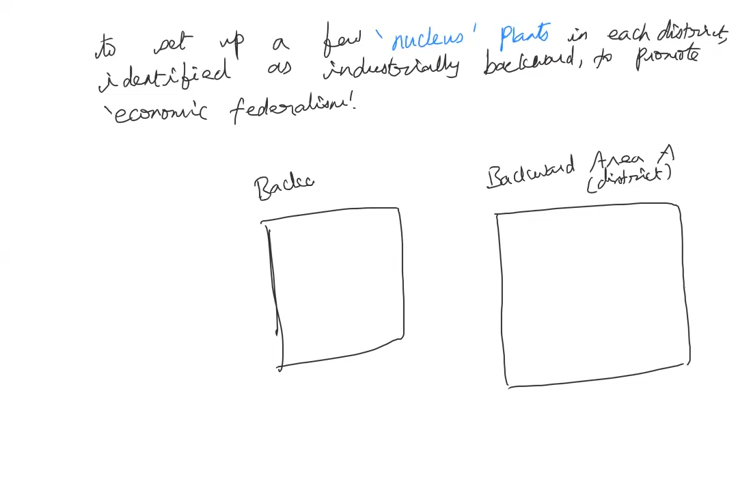 to set up a few 'nucleus' Plants in each district,
identified as industrially backward, to promote
'economic federalism'.
Backward Area A
(district)